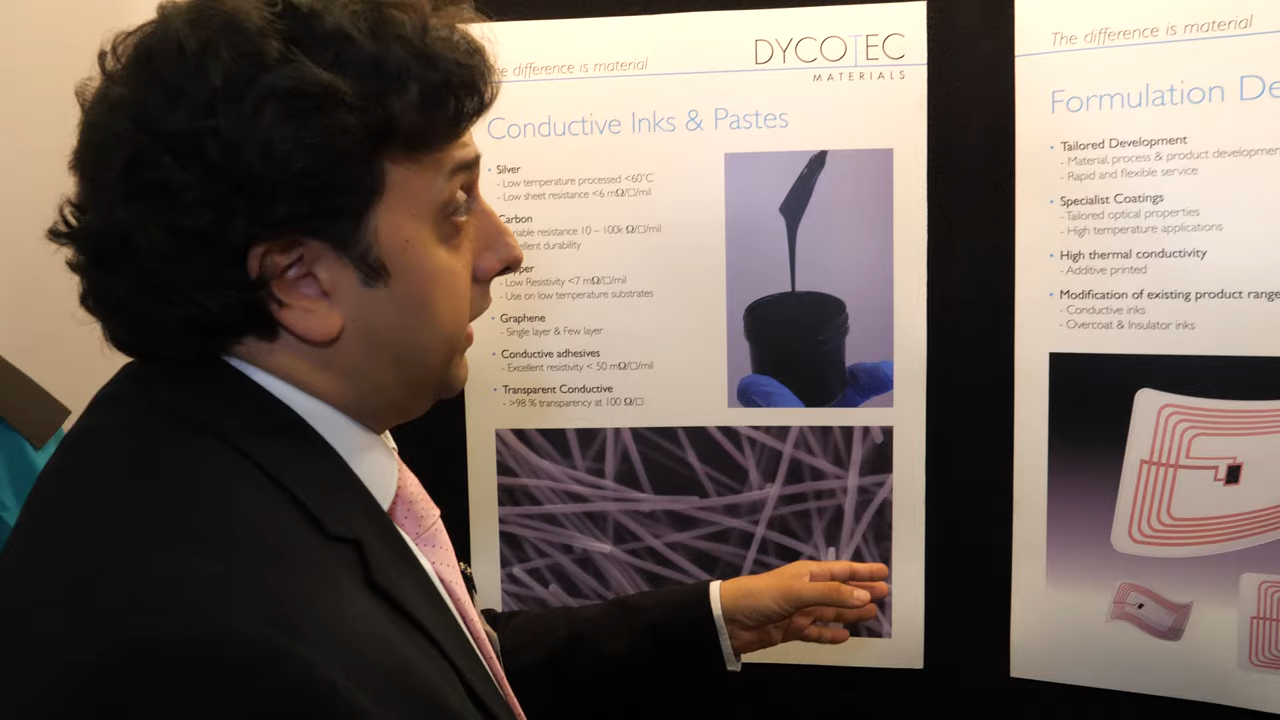 he difference is material
DYCOTEC
MATERIALS
Conductive Inks & Pastes
• Silver
- Low temperature processed <60°C
- Low sheet resistance <6 mΩ/□/mil
Carbon
resistance 10 – 100k Ω/□/mil
durability
- Low Resistivity <7 mΩ/□/mil
- Use on low temperature substrates
• Graphene
- Single layer & Few layer
• Conductive adhesives
- Excellent resistivity < 50 mΩ/□/mil
• Transparent Conductive
- >98 % transparency at 100 Ω/□
The difference is material
Formulation De
• Tailored Development
- Material, process & product developmen
- Rapid and flexible service
• Specialist Coatings
- Tailored optical properties
- High temperature applications
• High thermal conductivity
- Additive printed
• Modification of existing product range
- Conductive inks
- Overcoat & Insulator inks